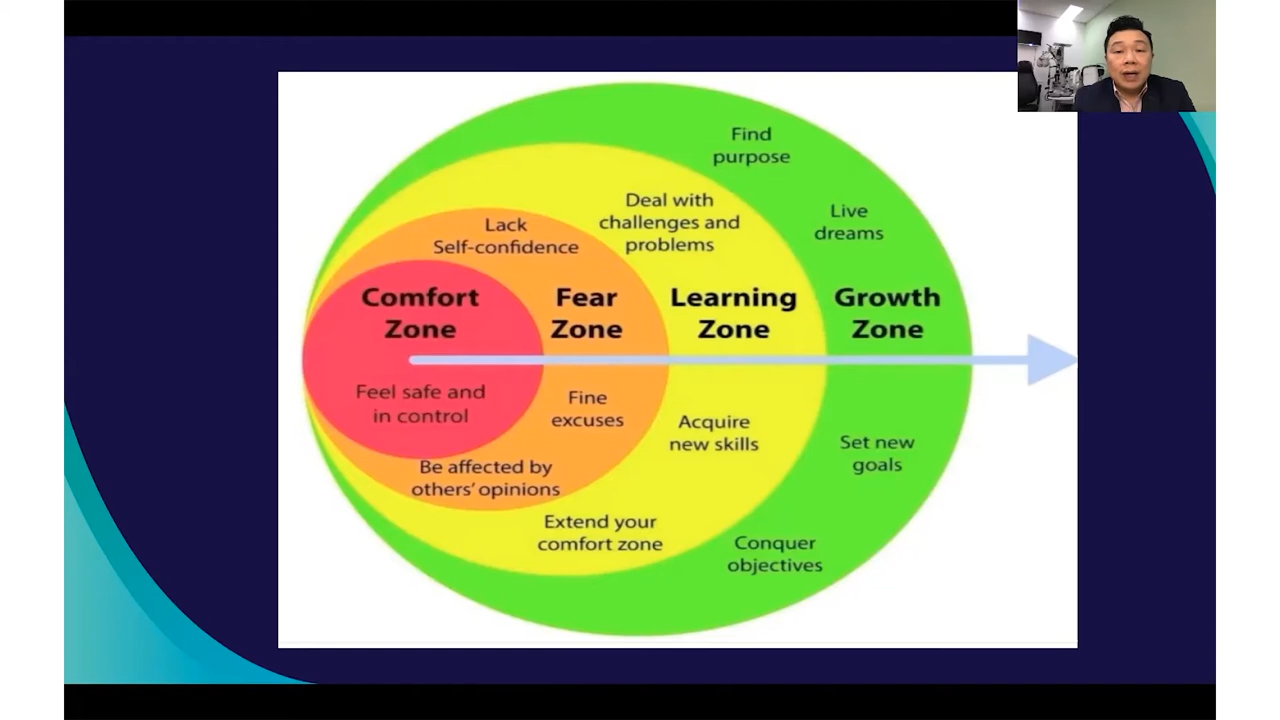 Find
purpose
Live
dreams
Deal with
challenges and
problems
Lack
Self-confidence
Comfort
Zone
Fear
Zone
Learning
Zone
Growth
Zone
Feel safe and
in control
Fine
excuses
Acquire
new skills
Set new
goals
Be affected by
others' opinions
Extend your
comfort zone
Conquer
objectives